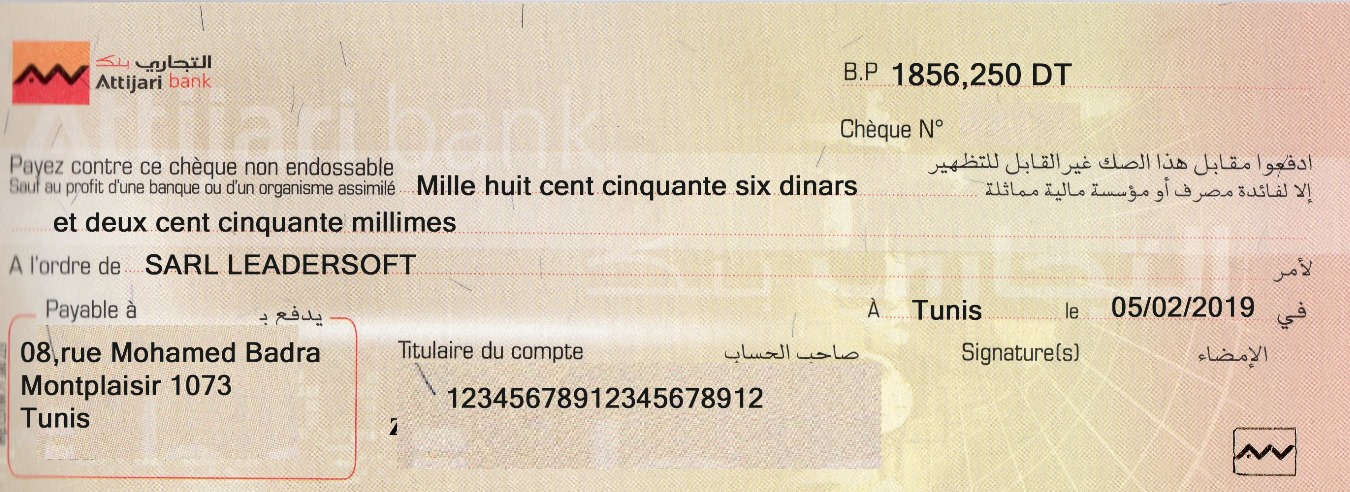 التجاري بنك
Attijari bank
B.P 1856,250 DT
Chèque N°
Payez contre ce chèque non endossable
ادفعوا مقابل هذا الصك غير القابل للتظهير
Sauf au profit d'une banque ou d'un organisme assimilé Mille huit cent cinquante six dinars
إلا لفائدة مصرف أو مؤسسة مالية مماثلة
et deux cent cinquante millimes
A l'ordre de SARL LEADERSOFT لأمر
Payable à يدفع بـ
À Tunis le 05/02/2019 في
08,rue Mohamed Badra
Montplaisir 1073
Tunis
Titulaire du compte صاحب الحساب
Signature(s) الإمضاء
12345678912345678912